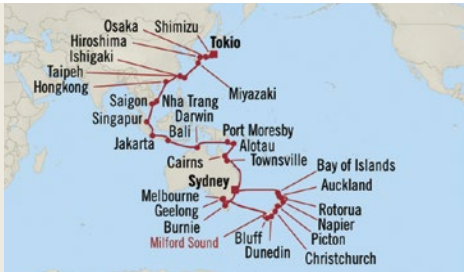 Osaka
Shimizu
Hiroshima
Tokio
Ishigaki
Taipeh
Miyazaki
Hongkong
Saigon
Nha Trang
Darwin
Singapur
Bali
Port Moresby
Jakarta
Alotau
Cairns
Townsville
Bay of Islands
Sydney
Auckland
Melbourne
Rotorua
Geelong
Napier
Burnie
Picton
Milford Sound
Bluff
Dunedin
Christchurch